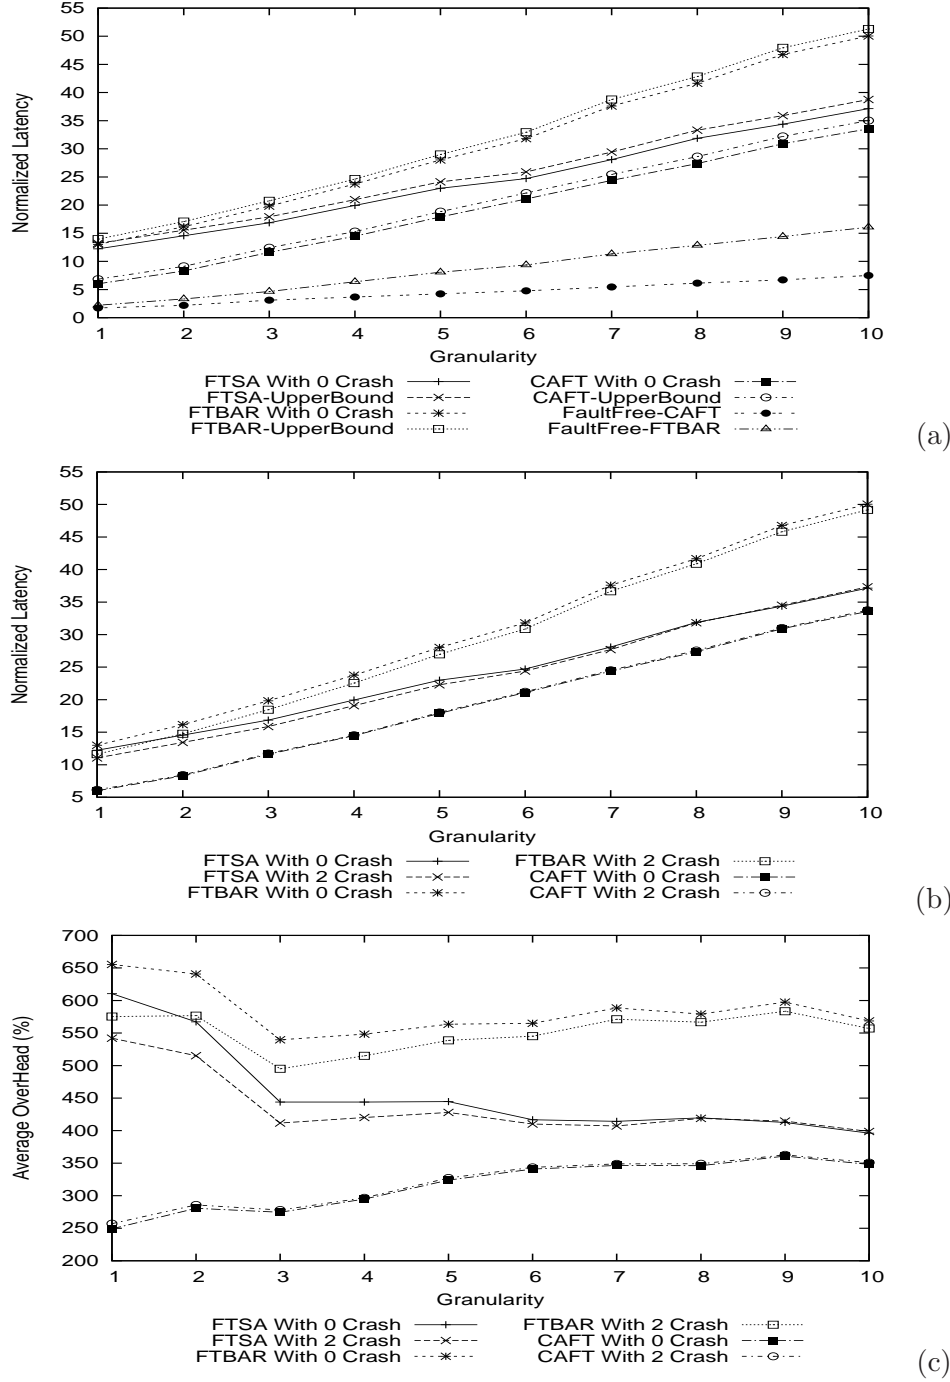 55
50
45
40
35
30
25
20
15
10
5
0
Normalized Latency
1 2 3 4 5 6 7 8 9 10
Granularity
FTSA With 0 Crash CAFT With 0 Crash
FTSA-UpperBound CAFT-UpperBound
FTBAR With 0 Crash FaultFree-CAFT
FTBAR-UpperBound FaultFree-FTBAR
(a)
55
50
45
40
35
30
25
20
15
10
5
Normalized Latency
1 2 3 4 5 6 7 8 9 10
Granularity
FTSA With 0 Crash FTBAR With 2 Crash
FTSA With 2 Crash CAFT With 0 Crash
FTBAR With 0 Crash CAFT With 2 Crash
(b)
700
650
600
550
500
450
400
350
300
250
200
Average OverHead (%)
1 2 3 4 5 6 7 8 9 10
Granularity
FTSA With 0 Crash FTBAR With 2 Crash
FTSA With 2 Crash CAFT With 0 Crash
FTBAR With 0 Crash CAFT With 2 Crash
(c)